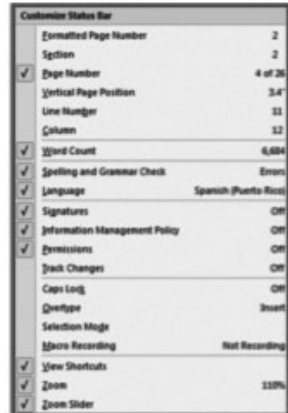 Customize Status Bar
Formatted Page Number 2
Section 2
Page Number 4 of 26
Vertical Page Position 3.4"
Line Number 11
Column 12
Word Count 6,684
Spelling and Grammar Check Errors
Language Spanish (Puerto Rico)
Signatures Off
Information Management Policy Off
Permissions Off
Track Changes Off
Caps Lock Off
Overtype Insert
Selection Mode
Macro Recording Not Recording
View Shortcuts
Zoom 110%
Zoom Slider